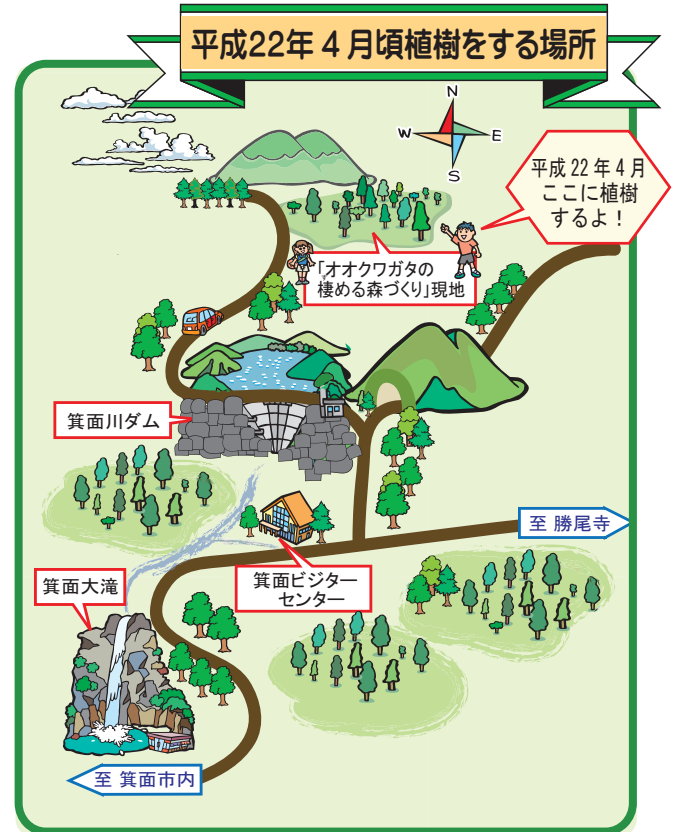 平成22年4月頃植樹をする場所
N
W
E
S
平成22年4月
ここに植樹
するよ！
「オオクワガタの
棲める森づくり」現地
箕面川ダム
至 勝尾寺
箕面ビジター
センター
箕面大滝
至 箕面市内